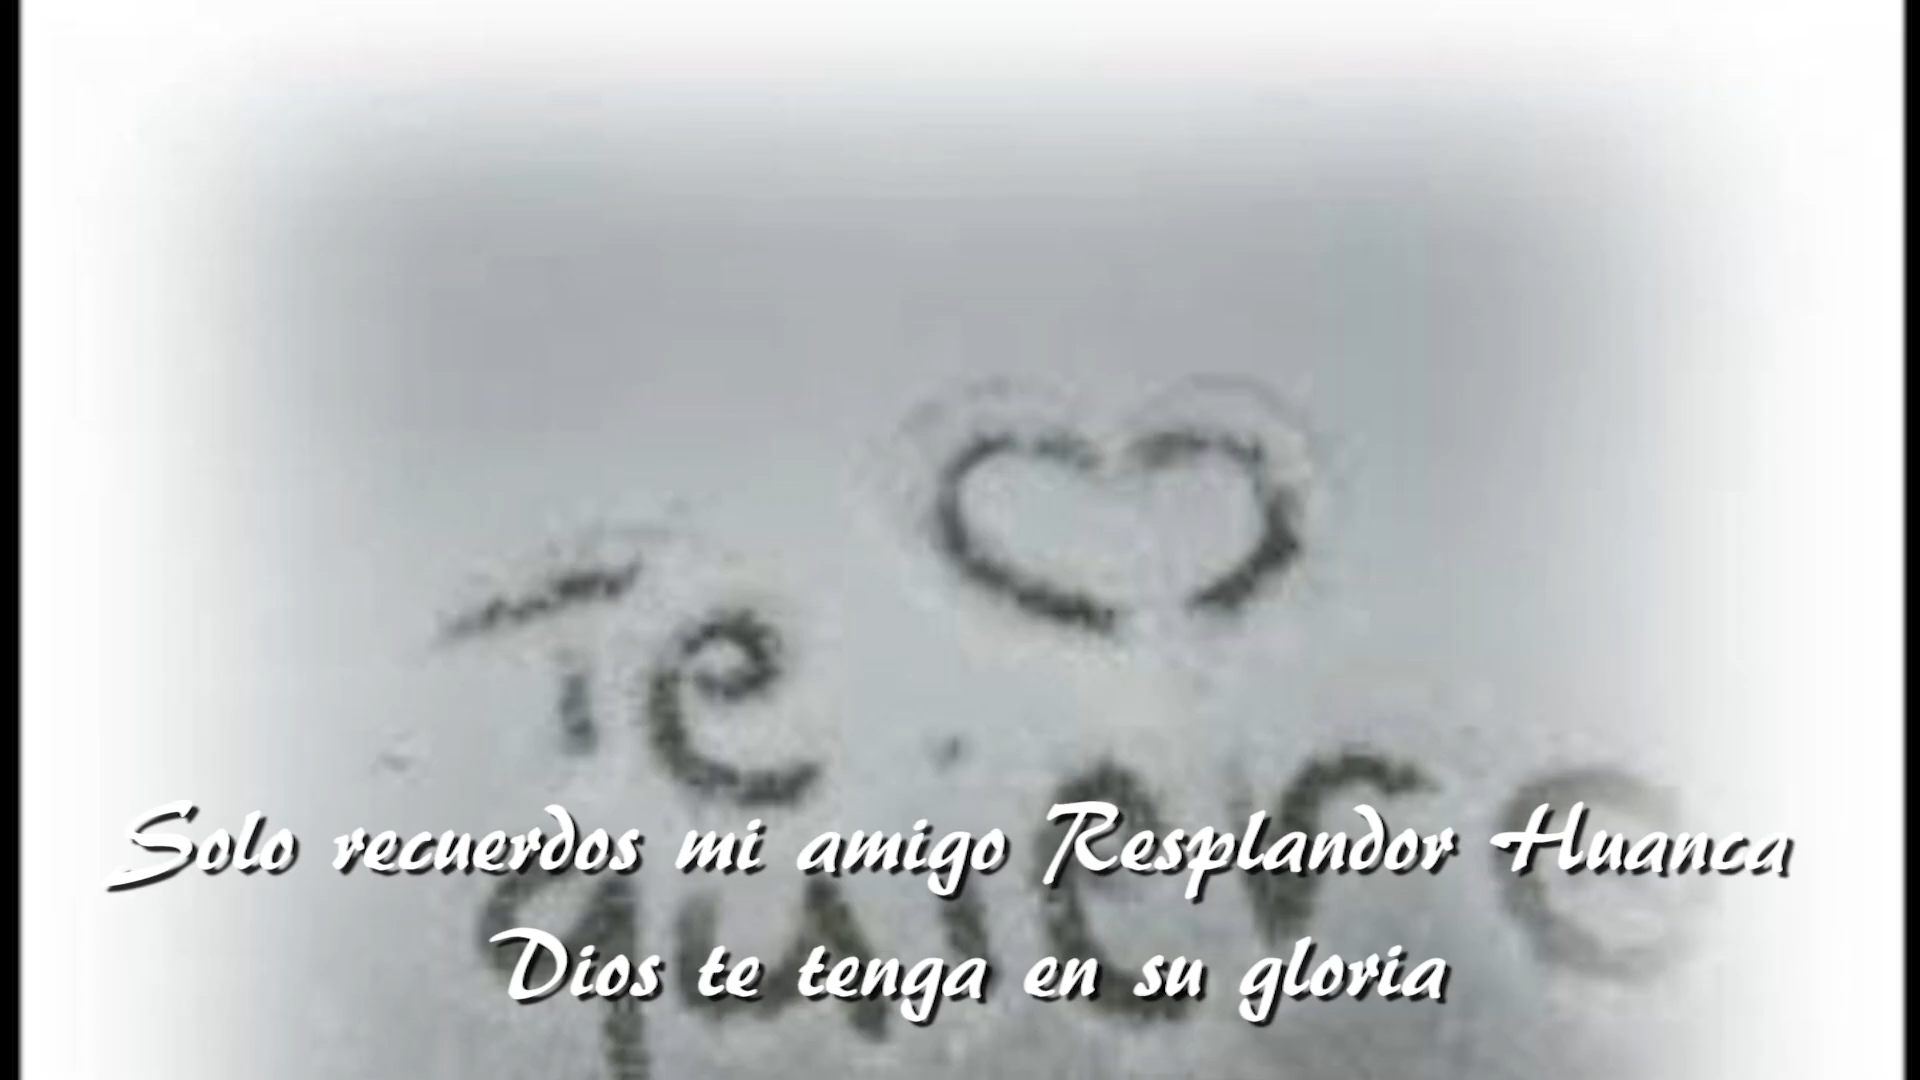 Te
quiero
Solo recuerdos mi amigo Resplandor Huanca
Dios te tenga en su gloria